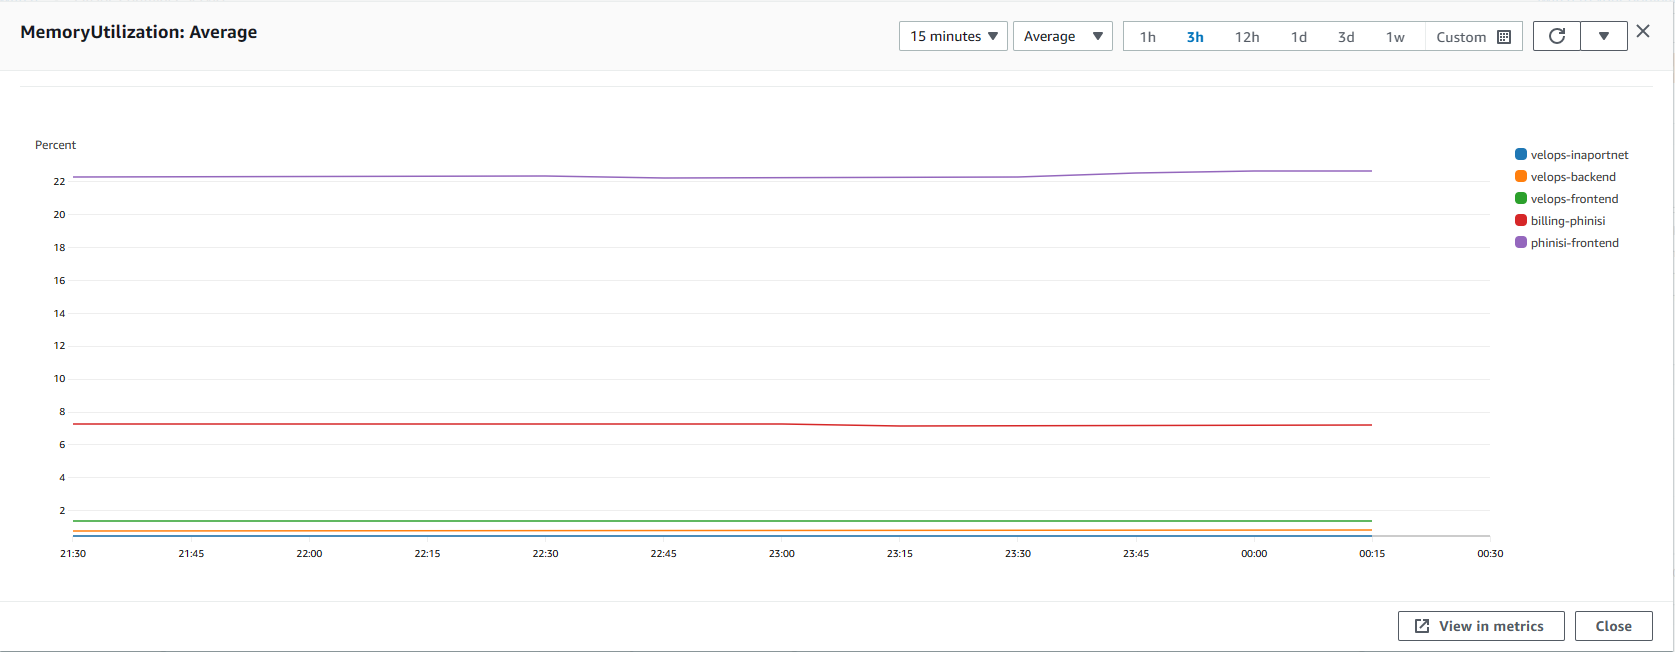 MemoryUtilization: Average
15 minutes Average 1h 3h 12h 1d 3d 1w Custom
Percent
22
20
18
16
14
12
10
8
6
4
2
21:30 21:45 22:00 22:15 22:30 22:45 23:00 23:15 23:30 23:45 00:00 00:15 00:30
velops-inaportnet
velops-backend
velops-frontend
billing-phinisi
phinisi-frontend
View in metrics Close